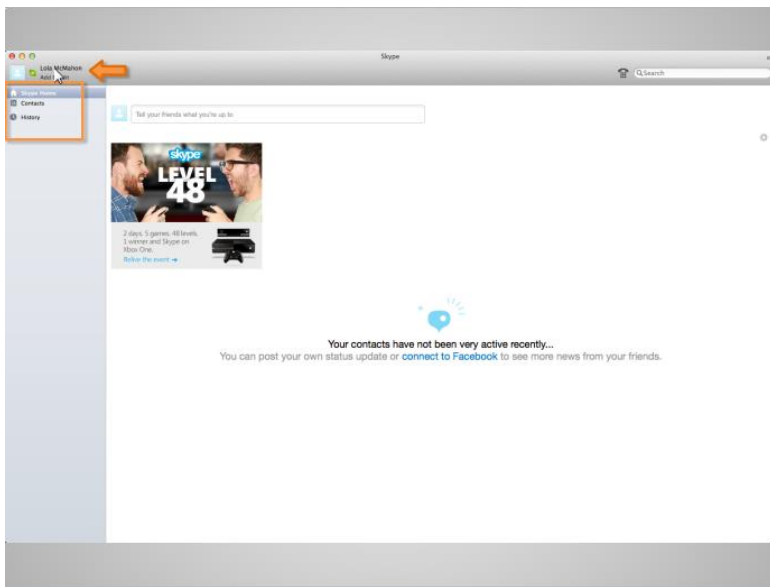 Skype
Lola McMahon
Search
Skype Home
Contacts
History
Tell your friends what you're up to
skype
LEVEL
48
2 days, 5 games, 48 levels,
1 winner and Skype on
Xbox One.
Relive the event
Your contacts have not been very active recently...
You can post your own status update or connect to Facebook to see more news from your friends.